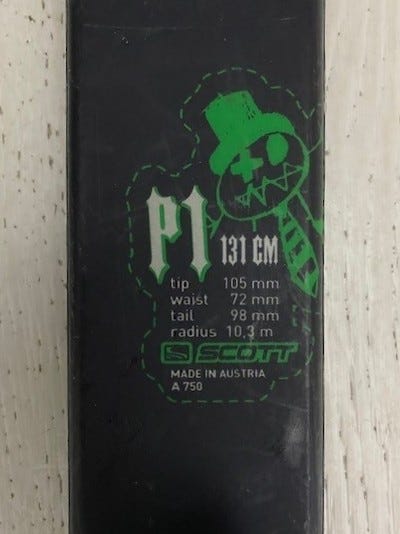 P1 131 CM
tip 105 mm
waist 72 mm
tail 98 mm
radius 10,3 m
SCOTT
MADE IN AUSTRIA
A 750